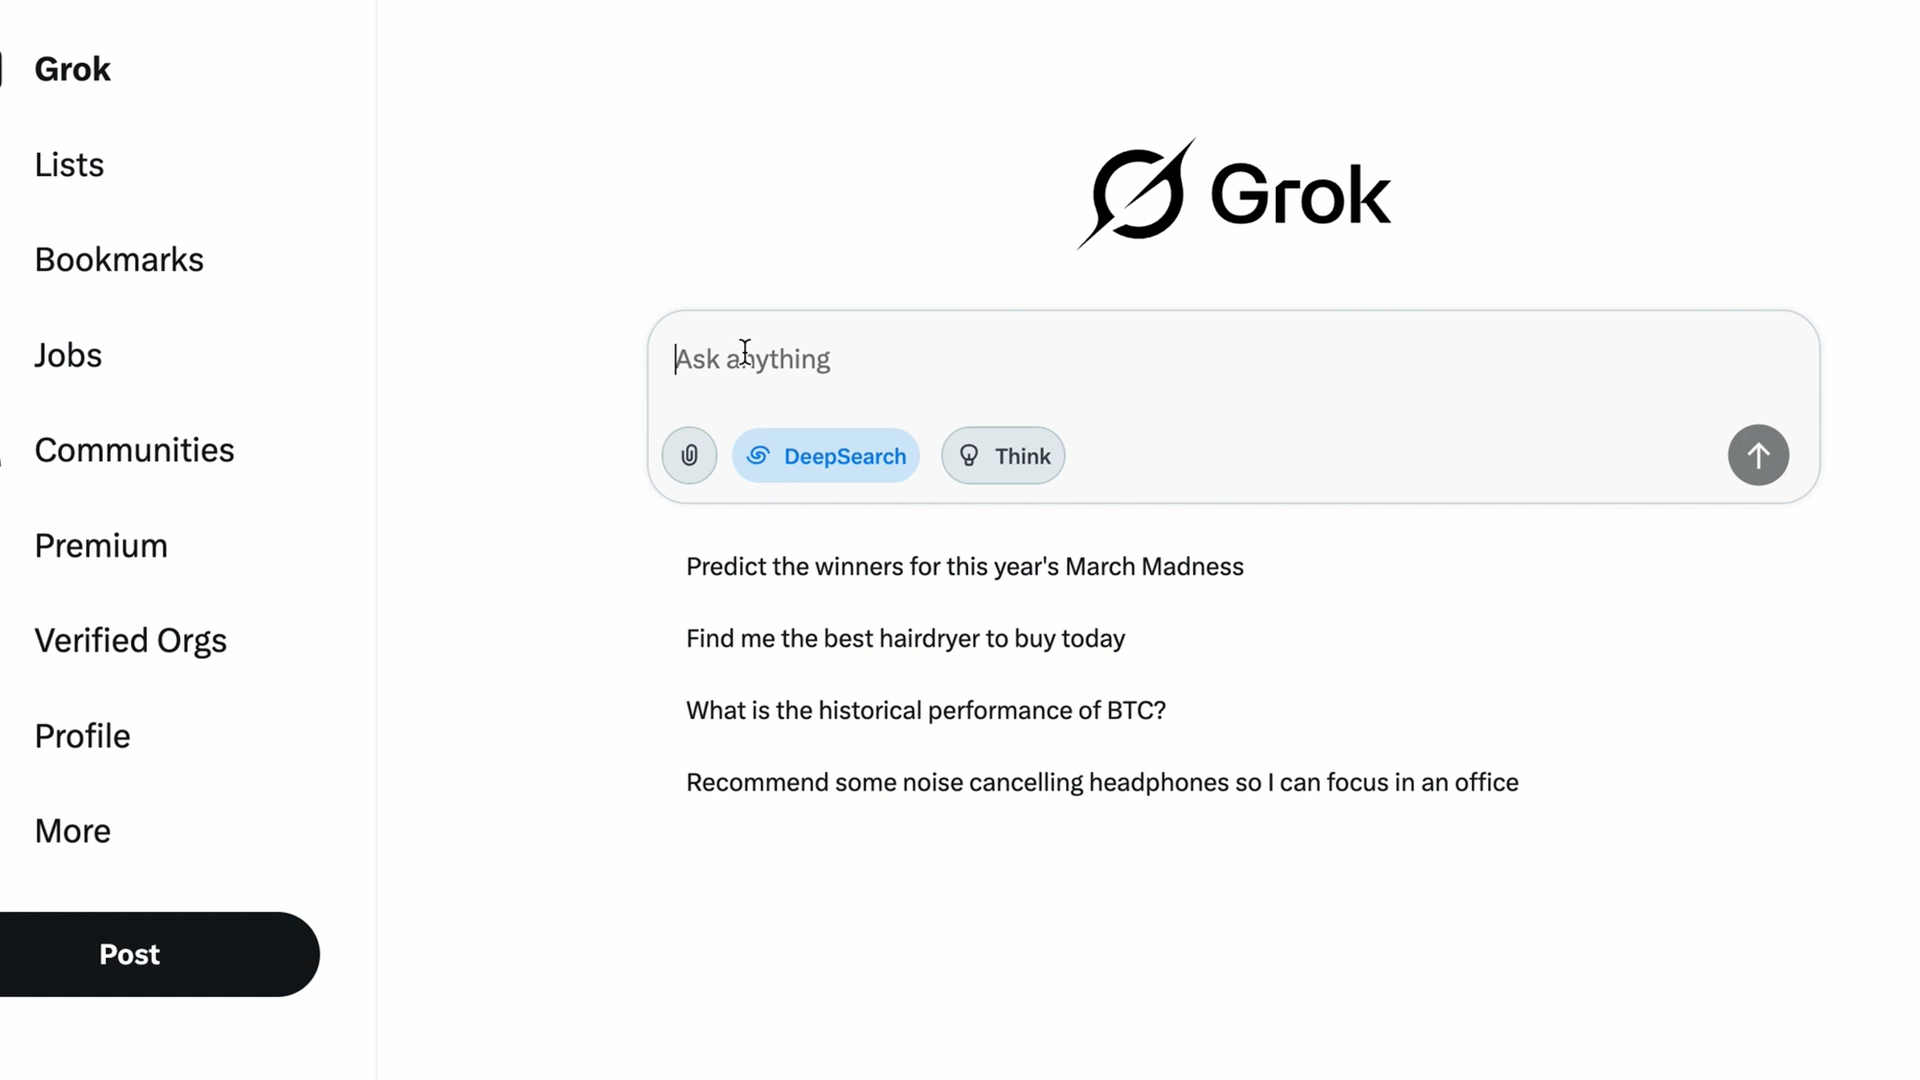 Grok
Lists
Bookmarks
Jobs
Communities
Premium
Verified Orgs
Profile
More
Post
Grok
Ask anything
DeepSearch
Think
Predict the winners for this year's March Madness
Find me the best hairdryer to buy today
What is the historical performance of BTC?
Recommend some noise cancelling headphones so I can focus in an office